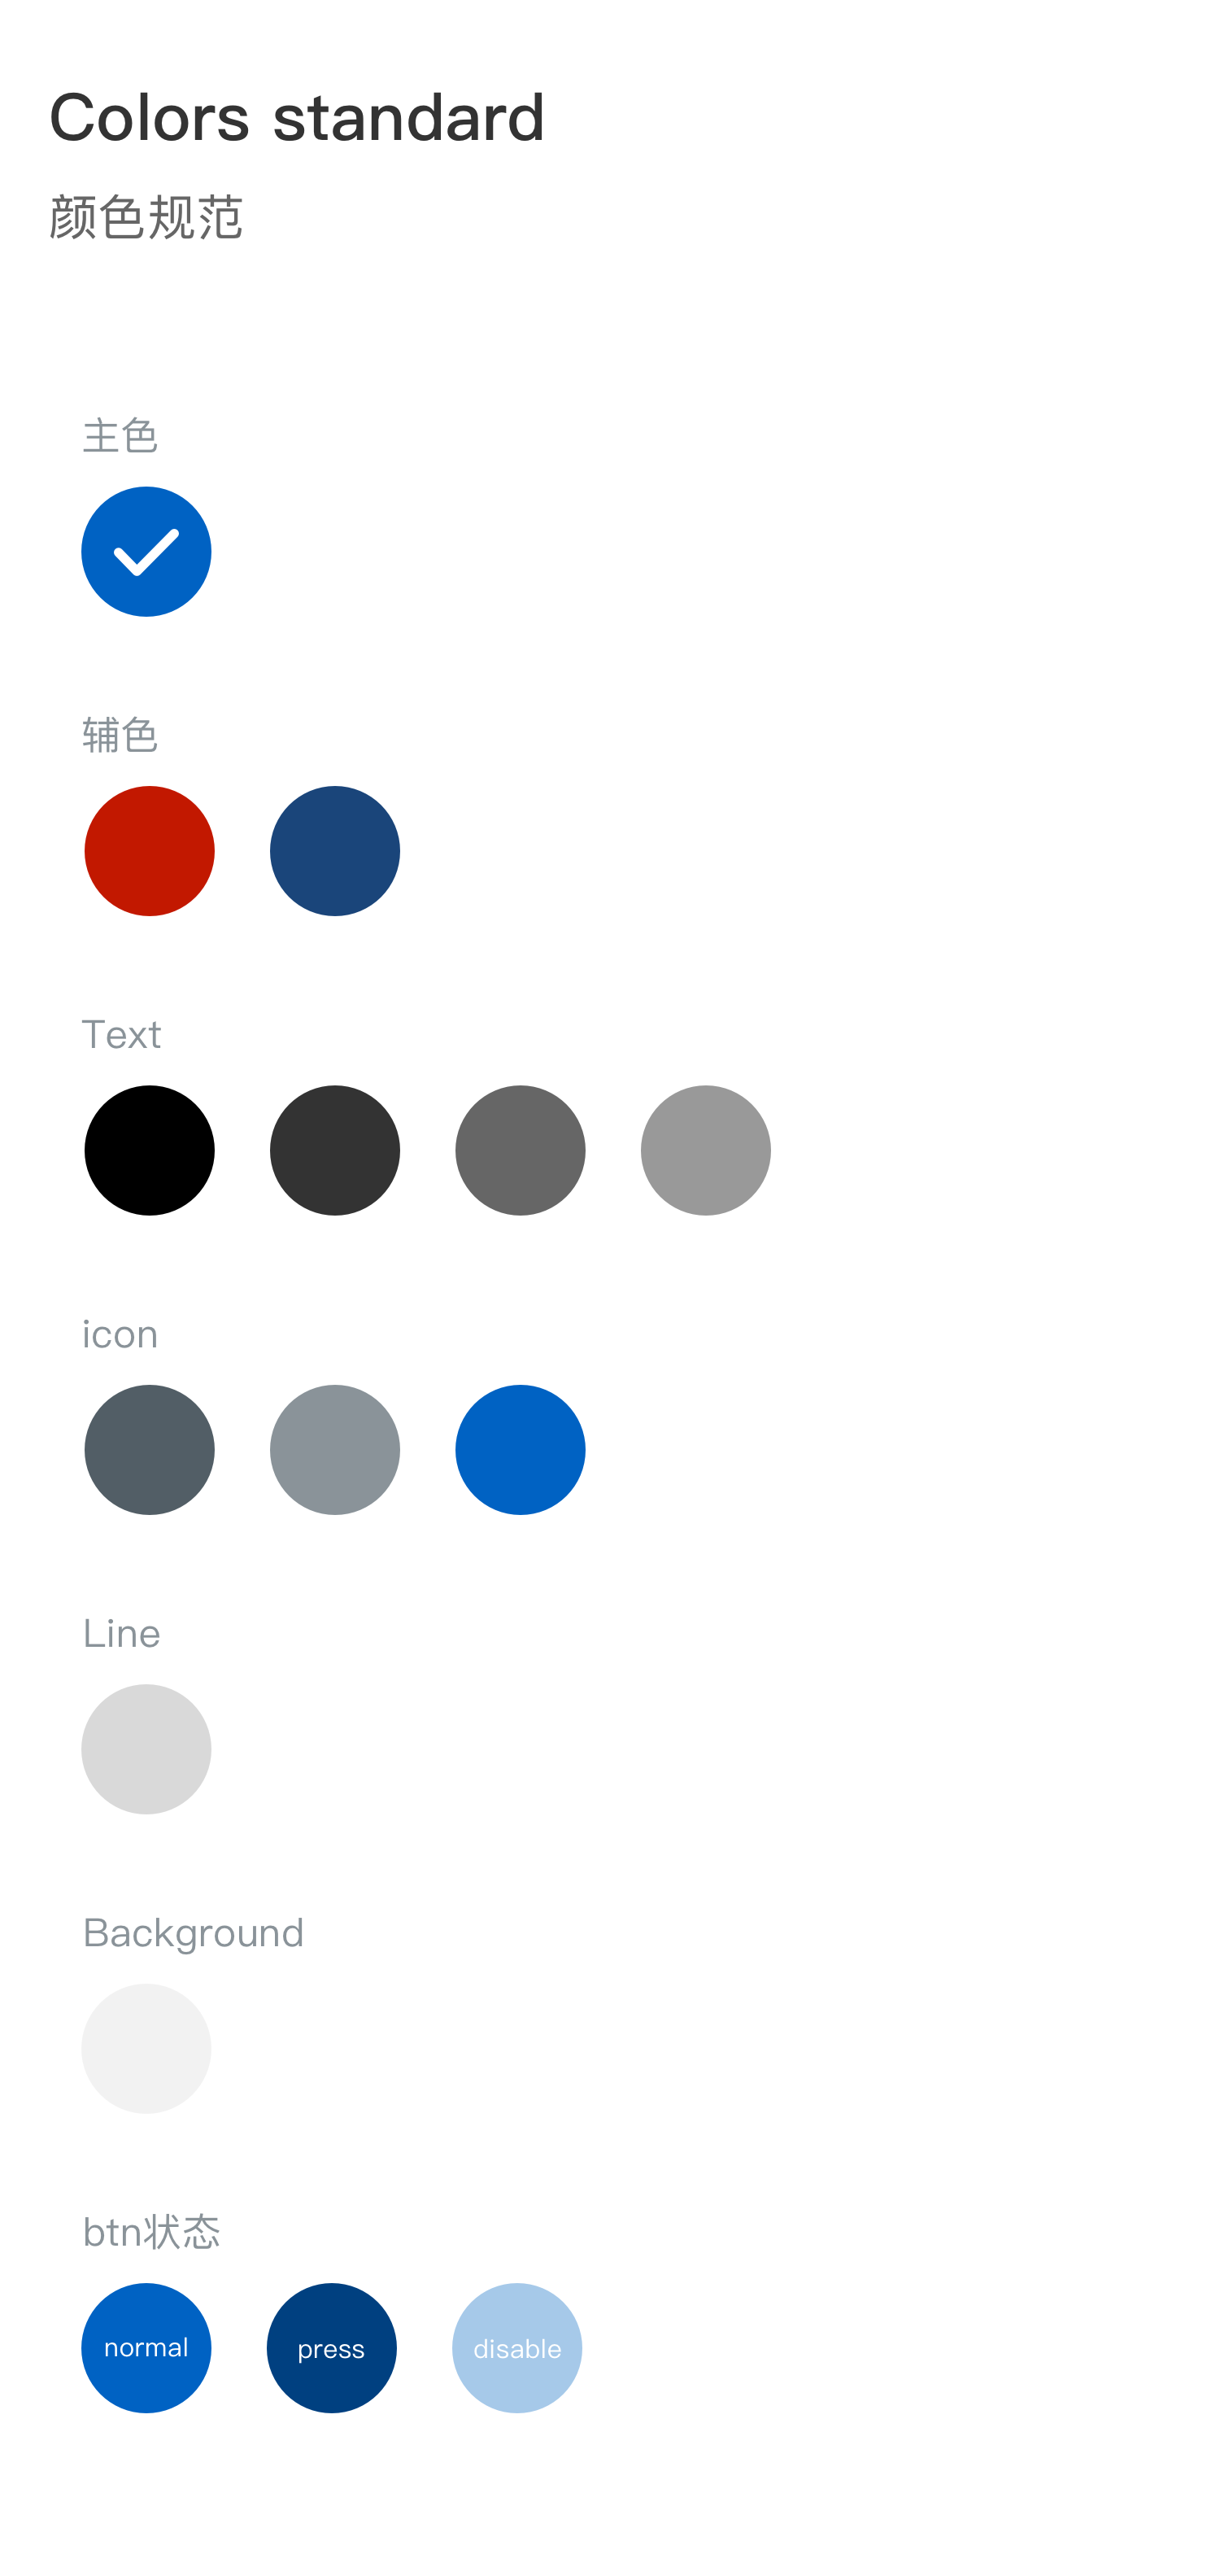 Colors standard
颜色规范
主色
辅色
Text
icon
Line
Background
btn状态
normal
press
disable